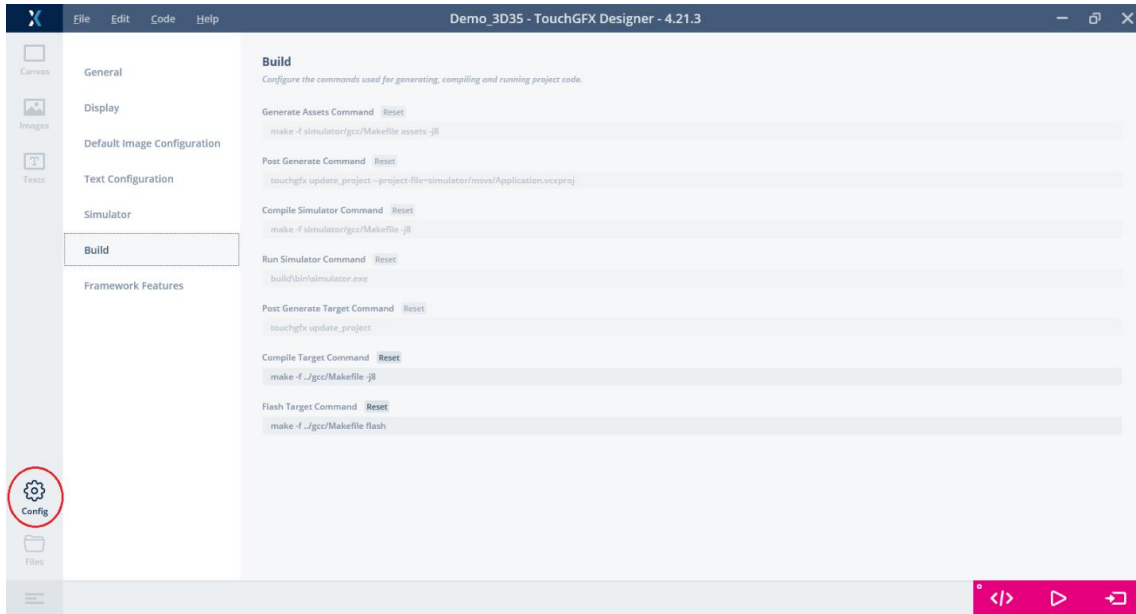 File Edit Code Help
Demo_3D35 - TouchGFX Designer - 4.21.3
Canvas
Images
Texts
Config
Files
General
Display
Default Image Configuration
Text Configuration
Simulator
Build
Framework Features
Build
Configure the commands used for generating, compiling and running project code.
Generate Assets Command Reset
make -f simulator/gcc/Makefile assets -j8
Post Generate Command Reset
touchgfx update_project --project-file=simulator/msvs/Application.vcxproj
Compile Simulator Command Reset
make -f simulator/gcc/Makefile -j8
Run Simulator Command Reset
build\bin\simulator.exe
Post Generate Target Command Reset
touchgfx update_project
Compile Target Command Reset
make -f ../gcc/Makefile -j8
Flash Target Command Reset
make -f ../gcc/Makefile flash